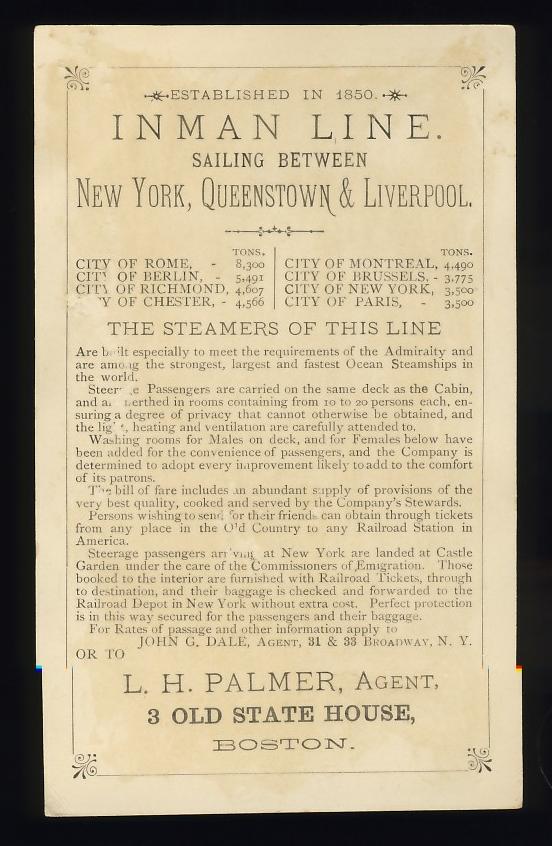 ESTABLISHED IN 1850.
INMAN LINE.
SAILING BETWEEN
NEW YORK, QUEENSTOWN & LIVERPOOL.
TONS. TONS.
CITY OF ROME, - 8,300 CITY OF MONTREAL, 4,490
CITY OF BERLIN, - 5,491 CITY OF BRUSSELS, - 3,775
CITY OF RICHMOND, 4,607 CITY OF NEW YORK, 3,500
Y OF CHESTER, - 4,566 CITY OF PARIS, - 3,500
THE STEAMERS OF THIS LINE
Are built especially to meet the requirements of the Admiralty and
are among the strongest, largest and fastest Ocean Steamships in
the world.
Steerage Passengers are carried on the same deck as the Cabin,
and are berthed in rooms containing from 10 to 20 persons each, en-
suring a degree of privacy that cannot otherwise be obtained, and
the light, heating and ventilation are carefully attended to.
Washing rooms for Males on deck, and for Females below have
been added for the convenience of passengers, and the Company is
determined to adopt every improvement likely to add to the comfort
of its patrons.
The bill of fare includes an abundant supply of provisions of the
very best quality, cooked and served by the Company's Stewards.
Persons wishing to send for their friends can obtain through tickets
from any place in the Old Country to any Railroad Station in
America.
Steerage passengers arriving at New York are landed at Castle
Garden under the care of the Commissioners of Emigration. Those
booked to the interior are furnished with Railroad Tickets, through
to destination, and their baggage is checked and forwarded to the
Railroad Depot in New York without extra cost. Perfect protection
is in this way secured for the passengers and their baggage.
For Rates of passage and other information apply to
JOHN G. DALE, AGENT, 31 & 33 BROADWAY, N. Y.
OR TO
L. H. PALMER, AGENT,
3 OLD STATE HOUSE,
BOSTON.